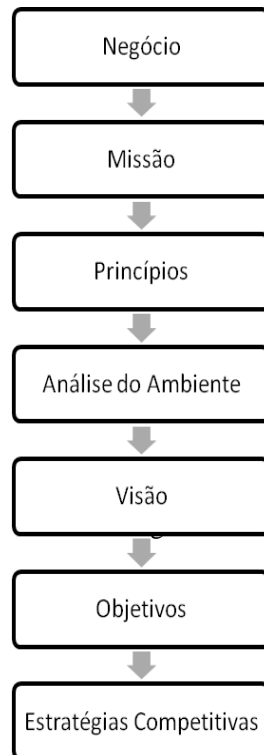 Negócio
Missão
Princípios
Análise do Ambiente
Visão
Objetivos
Estratégias Competitivas